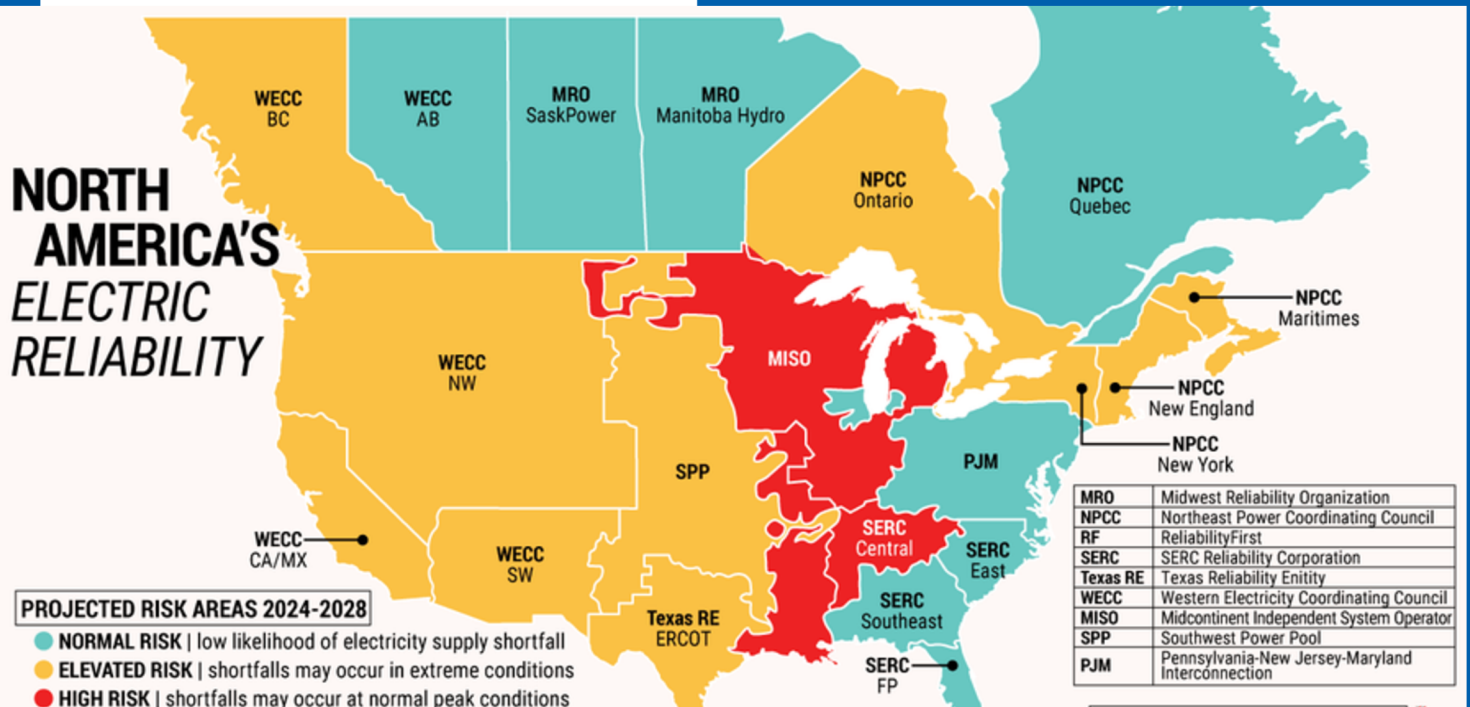 NORTH
AMERICA'S
ELECTRIC
RELIABILITY
WECC
BC
WECC
AB
MRO
SaskPower
MRO
Manitoba Hydro
NPCC
Ontario
NPCC
Quebec
NPCC
Maritimes
WECC
NW
MISO
NPCC
New England
NPCC
New York
SPP
PJM
WECC
CA/MX
WECC
SW
SERC
Central
SERC
East
SERC
Southeast
Texas RE
ERCOT
SERC
FP
PROJECTED RISK AREAS 2024-2028
NORMAL RISK | low likelihood of electricity supply shortfall
ELEVATED RISK | shortfalls may occur in extreme conditions
HIGH RISK | shortfalls may occur at normal peak conditions
MRO Midwest Reliability Organization
NPCC Northeast Power Coordinating Council
RF ReliabilityFirst
SERC SERC Reliability Corporation
Texas RE Texas Reliability Enitity
WECC Western Electricity Coordinating Council
MISO Midcontinent Independent System Operator
SPP Southwest Power Pool
PJM Pennsylvania-New Jersey-Maryland
Interconnection